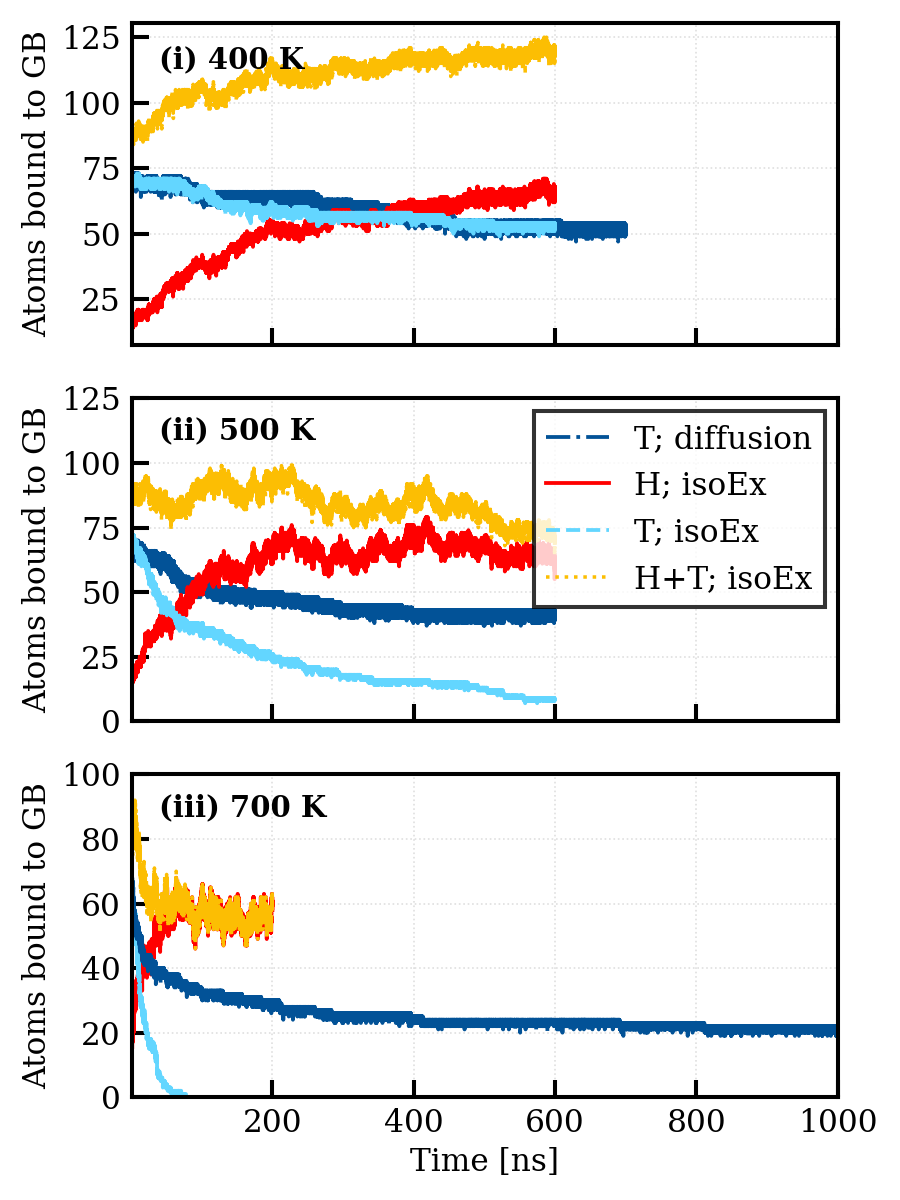 Atoms bound to GB
125
100
75
50
25
(i) 400 K
Atoms bound to GB
125
100
75
50
25
0
(ii) 500 K
T; diffusion
H; isoEx
T; isoEx
H+T; isoEx
Atoms bound to GB
100
80
60
40
20
0
(iii) 700 K
200 400 600 800 1000
Time [ns]